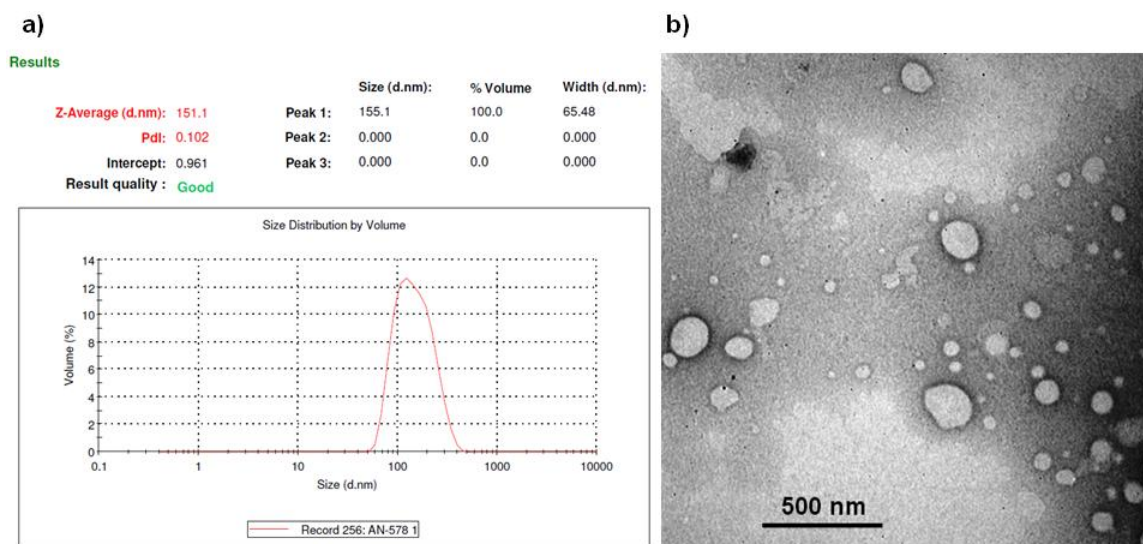 a)
b)
Results
Size (d.nm): % Volume Width (d.nm):
Z-Average (d.nm): 151.1 Peak 1: 155.1 100.0 65.48
PdI: 0.102 Peak 2: 0.000 0.0 0.000
Intercept: 0.961 Peak 3: 0.000 0.0 0.000
Result quality : Good
Size Distribution by Volume
Volume (%)
14
12
10
8
6
4
2
0
0.1 1 10 100 1000 10000
Size (d.nm)
Record 256: AN-578 1
500 nm